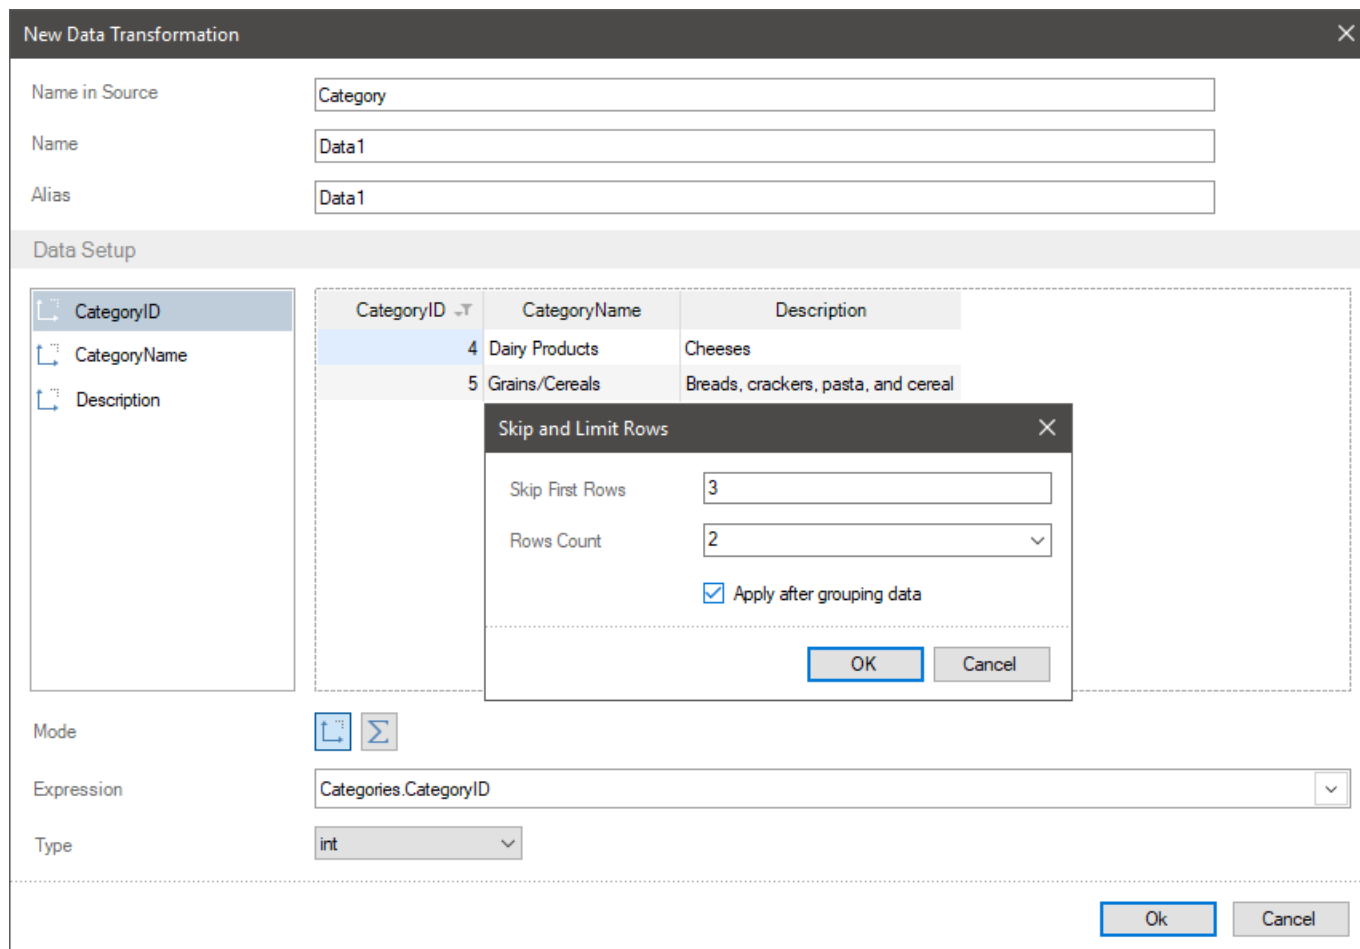 New Data Transformation
Name in Source Category
Name Data1
Alias Data1
Data Setup
CategoryID
CategoryName
Description
CategoryID CategoryName Description
4 Dairy Products Cheeses
5 Grains/Cereals Breads, crackers, pasta, and cereal
Skip and Limit Rows
Skip First Rows 3
Rows Count 2
Apply after grouping data
OK Cancel
Mode Σ
Expression Categories.CategoryID
Type int
Ok Cancel